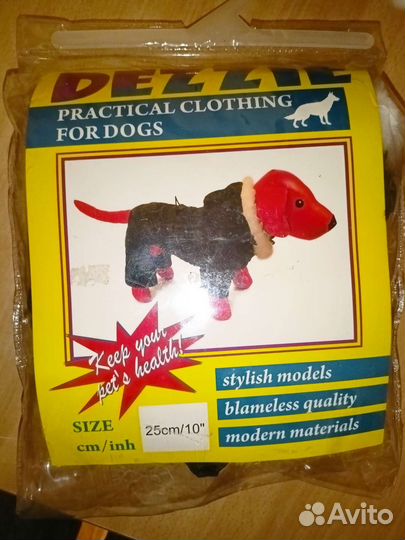 DEZZIE
PRACTICAL CLOTHING
FOR DOGS
Keep your
pet's health!
stylish models
blameless quality
modern materials
SIZE
cm/inh
25cm/10"
Avito